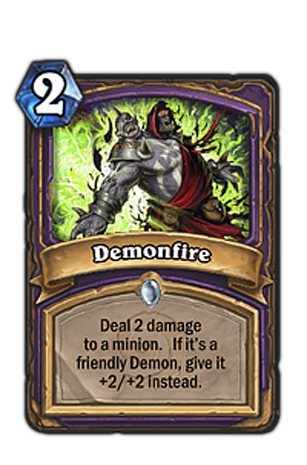 2
Demonfire
Deal 2 damage
to a minion. If it's a
friendly Demon, give it
+2/+2 instead.